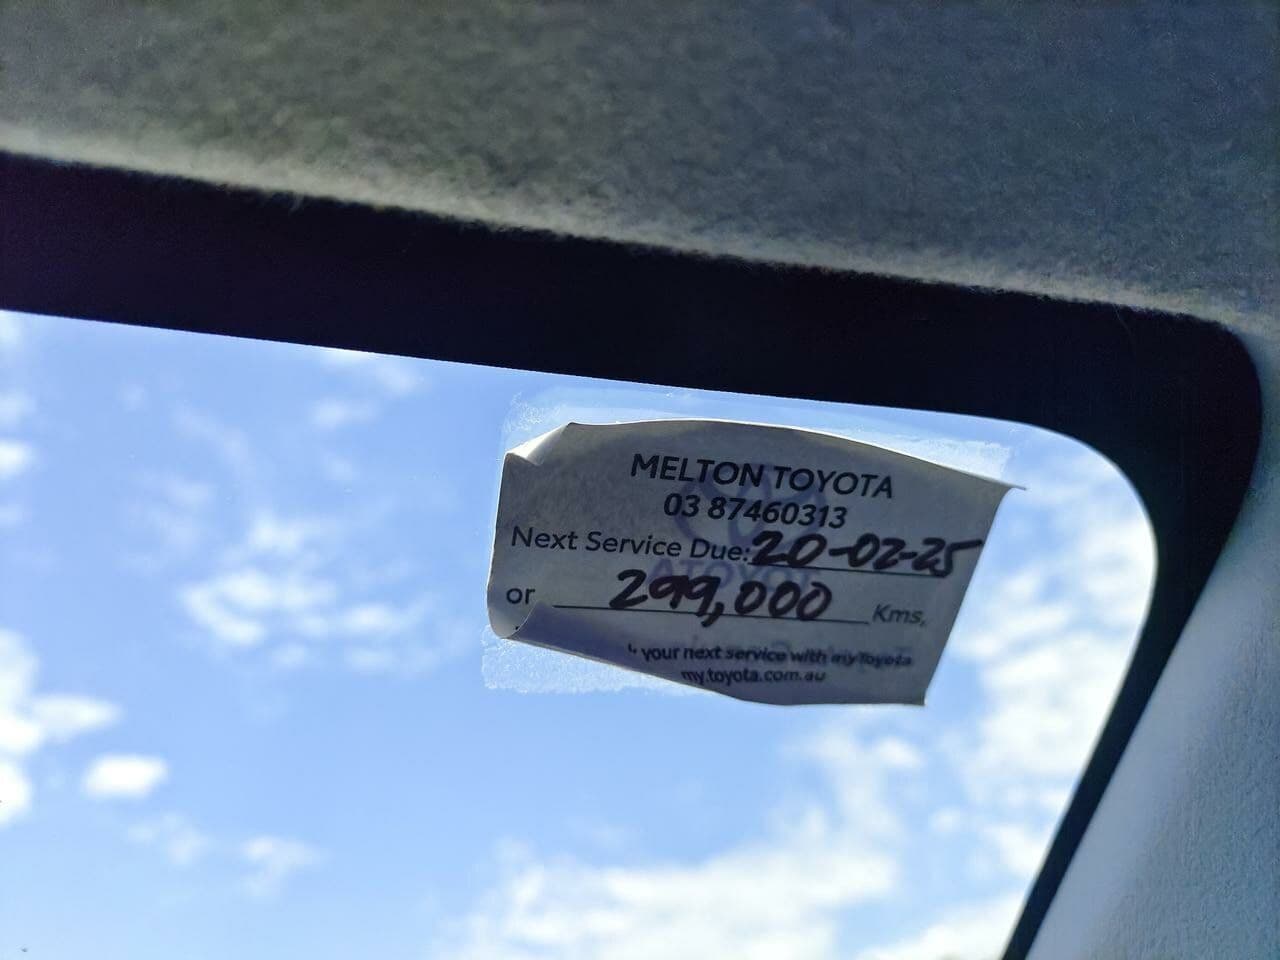 MELTON TOYOTA
03 87460313
Next Service Due: 20-02-25
or 299,000 Kms,
your next service with myToyota
my.toyota.com.au